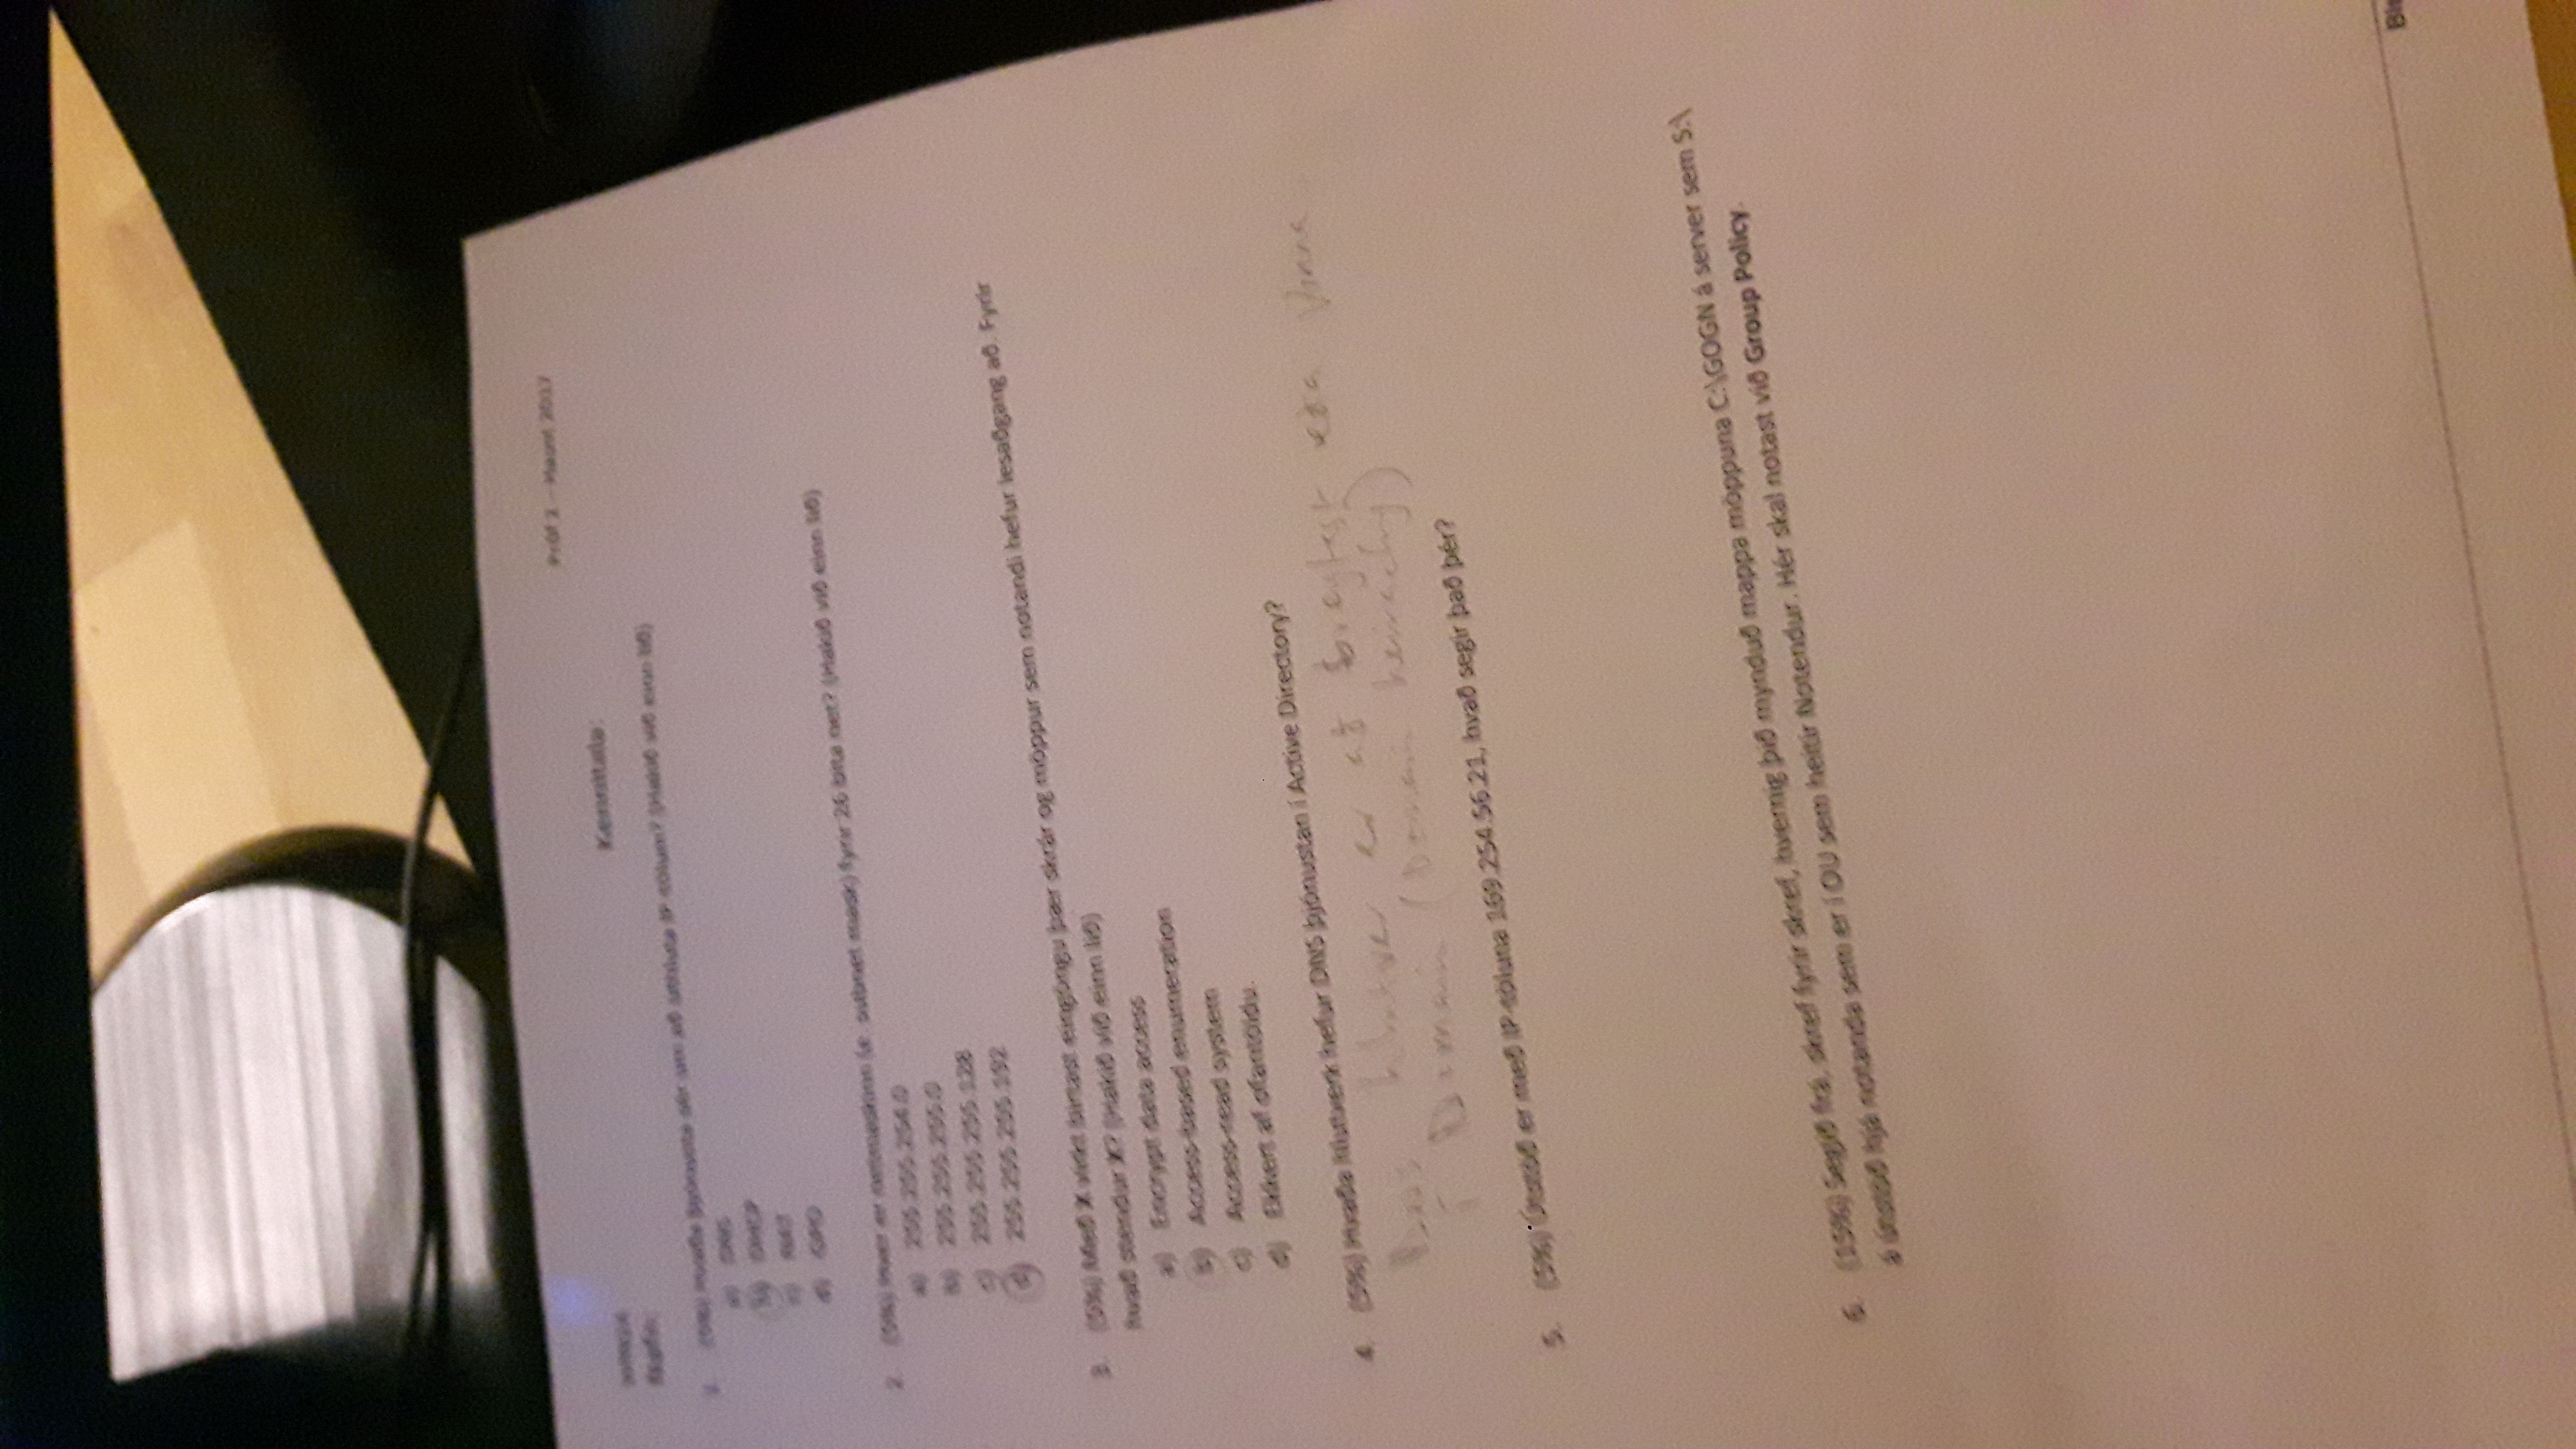 Próf 2 – Haust 2017
Kennitala:
Nafn:
1. (5%) Hvaða þjónusta sér um að úthluta IP-tölum? (Hakið við einn lið)
a) DNS
b) DHCP
c) NAT
d) GPO
2. (5%) Hver er netmaskinn (e. subnet mask) fyrir 26 bita net? (Hakið við einn lið)
a) 255.255.254.0
b) 255.255.255.0
c) 255.255.255.128
d) 255.255.255.192
3. (5%) Með X virkt birtast eingöngu þær skrár og möppur sem notandi hefur lesaðgang að. Fyrir
hvað stendur X? (Hakið við einn lið)
a) Encrypt data access
b) Access-based enumeration
c) Access-read system
d) Ekkert af ofantöldu.
4. (5%) Hvaða hlutverk hefur DNS þjónustan í Active Directory?
er að eða Vinna
í Domain (Domain
5. (5%) Útstöð er með IP-töluna 169.254.56.21, hvað segir það þér?
6. (15%) Segið frá, skref fyrir skref, hvernig þið mynduð mappa möppuna C:\GOGN á server sem S:\
á útstöð hjá notanda sem er í OU sem heitir Notendur. Hér skal notast við Group Policy.